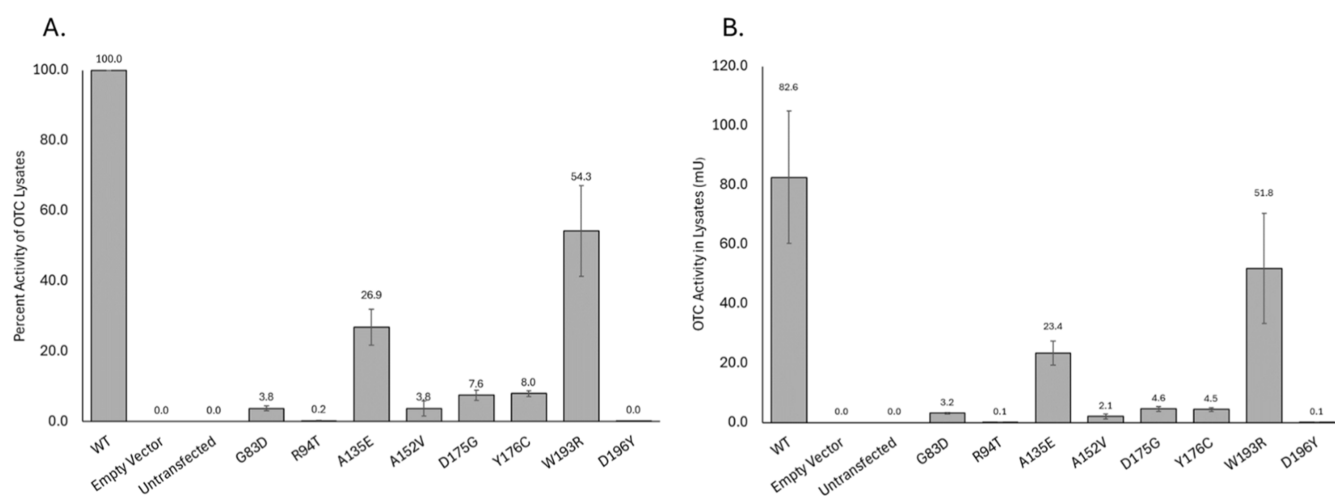 A.
Percent Activity of OTC Lysates
100.0
80.0
60.0
40.0
20.0
0.0
100.0
0.0
0.0
3.8
0.2
26.9
3.8
7.6
8.0
54.3
0.0
WT
Empty Vector
Untransfected
G83D
R94T
A135E
A152V
D175G
Y176C
W193R
D196Y
B.
OTC Activity in Lysates (mU)
120.0
100.0
80.0
60.0
40.0
20.0
0.0
82.6
0.0
0.0
3.2
0.1
23.4
2.1
4.6
4.5
51.8
0.1
WT
Empty Vector
Untransfected
G83D
R94T
A135E
A152V
D175G
Y176C
W193R
D196Y